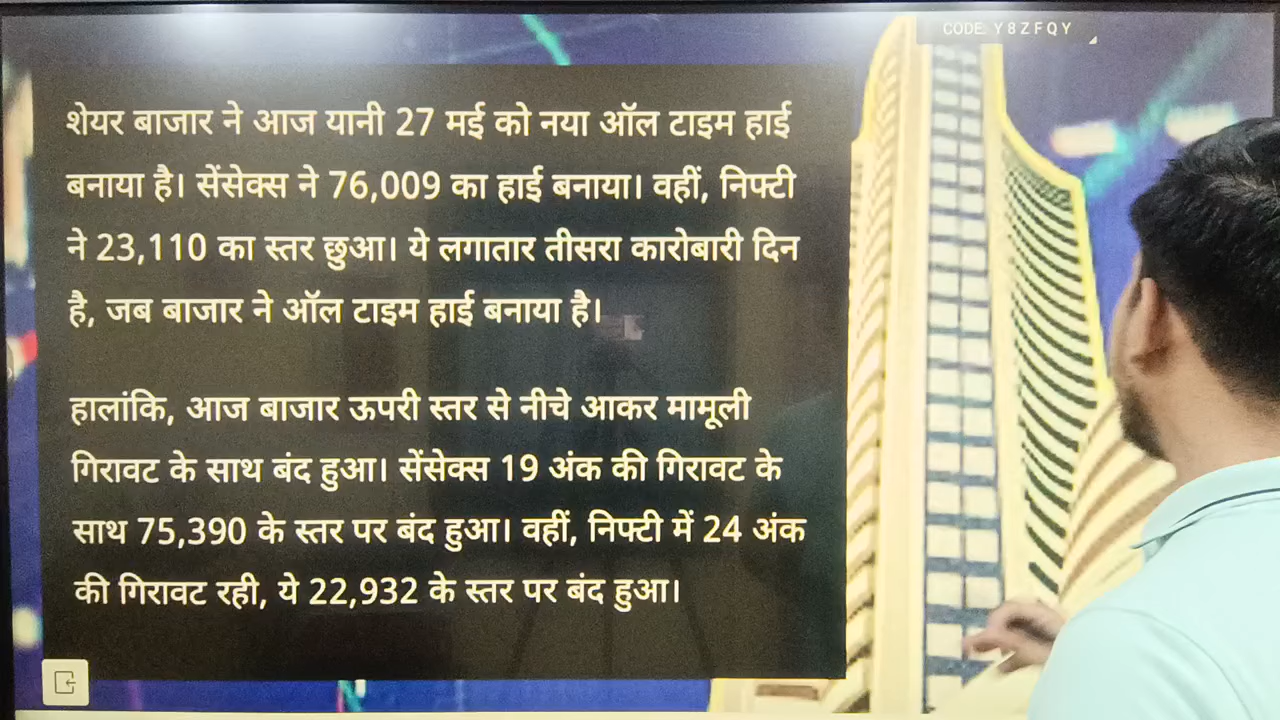 CODE: Y8ZFQY
शेयर बाजार ने आज यानी 27 मई को नया ऑल टाइम हाई
बनाया है। सेंसेक्स ने 76,009 का हाई बनाया। वहीं, निफ्टी
ने 23,110 का स्तर छुआ। ये लगातार तीसरा कारोबारी दिन
है, जब बाजार ने ऑल टाइम हाई बनाया है।
हालांकि, आज बाजार ऊपरी स्तर से नीचे आकर मामूली
गिरावट के साथ बंद हुआ। सेंसेक्स 19 अंक की गिरावट के
साथ 75,390 के स्तर पर बंद हुआ। वहीं, निफ्टी में 24 अंक
की गिरावट रही, ये 22,932 के स्तर पर बंद हुआ।